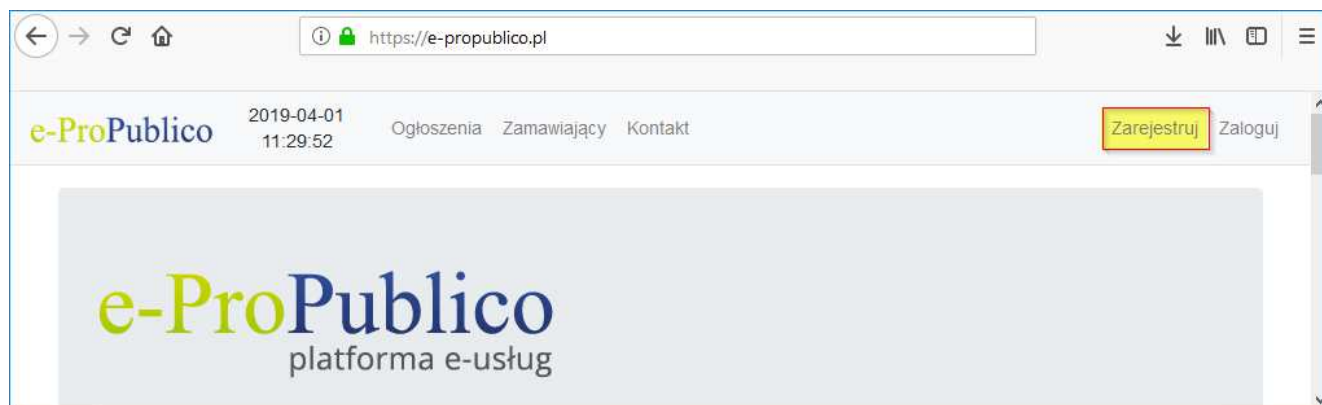 https://e-propublico.pl
e-ProPublico
2019-04-01
11:29:52
Ogłoszenia Zamawiający Kontakt
Zarejestruj Zaloguj
e-ProPublico
platforma e-usług